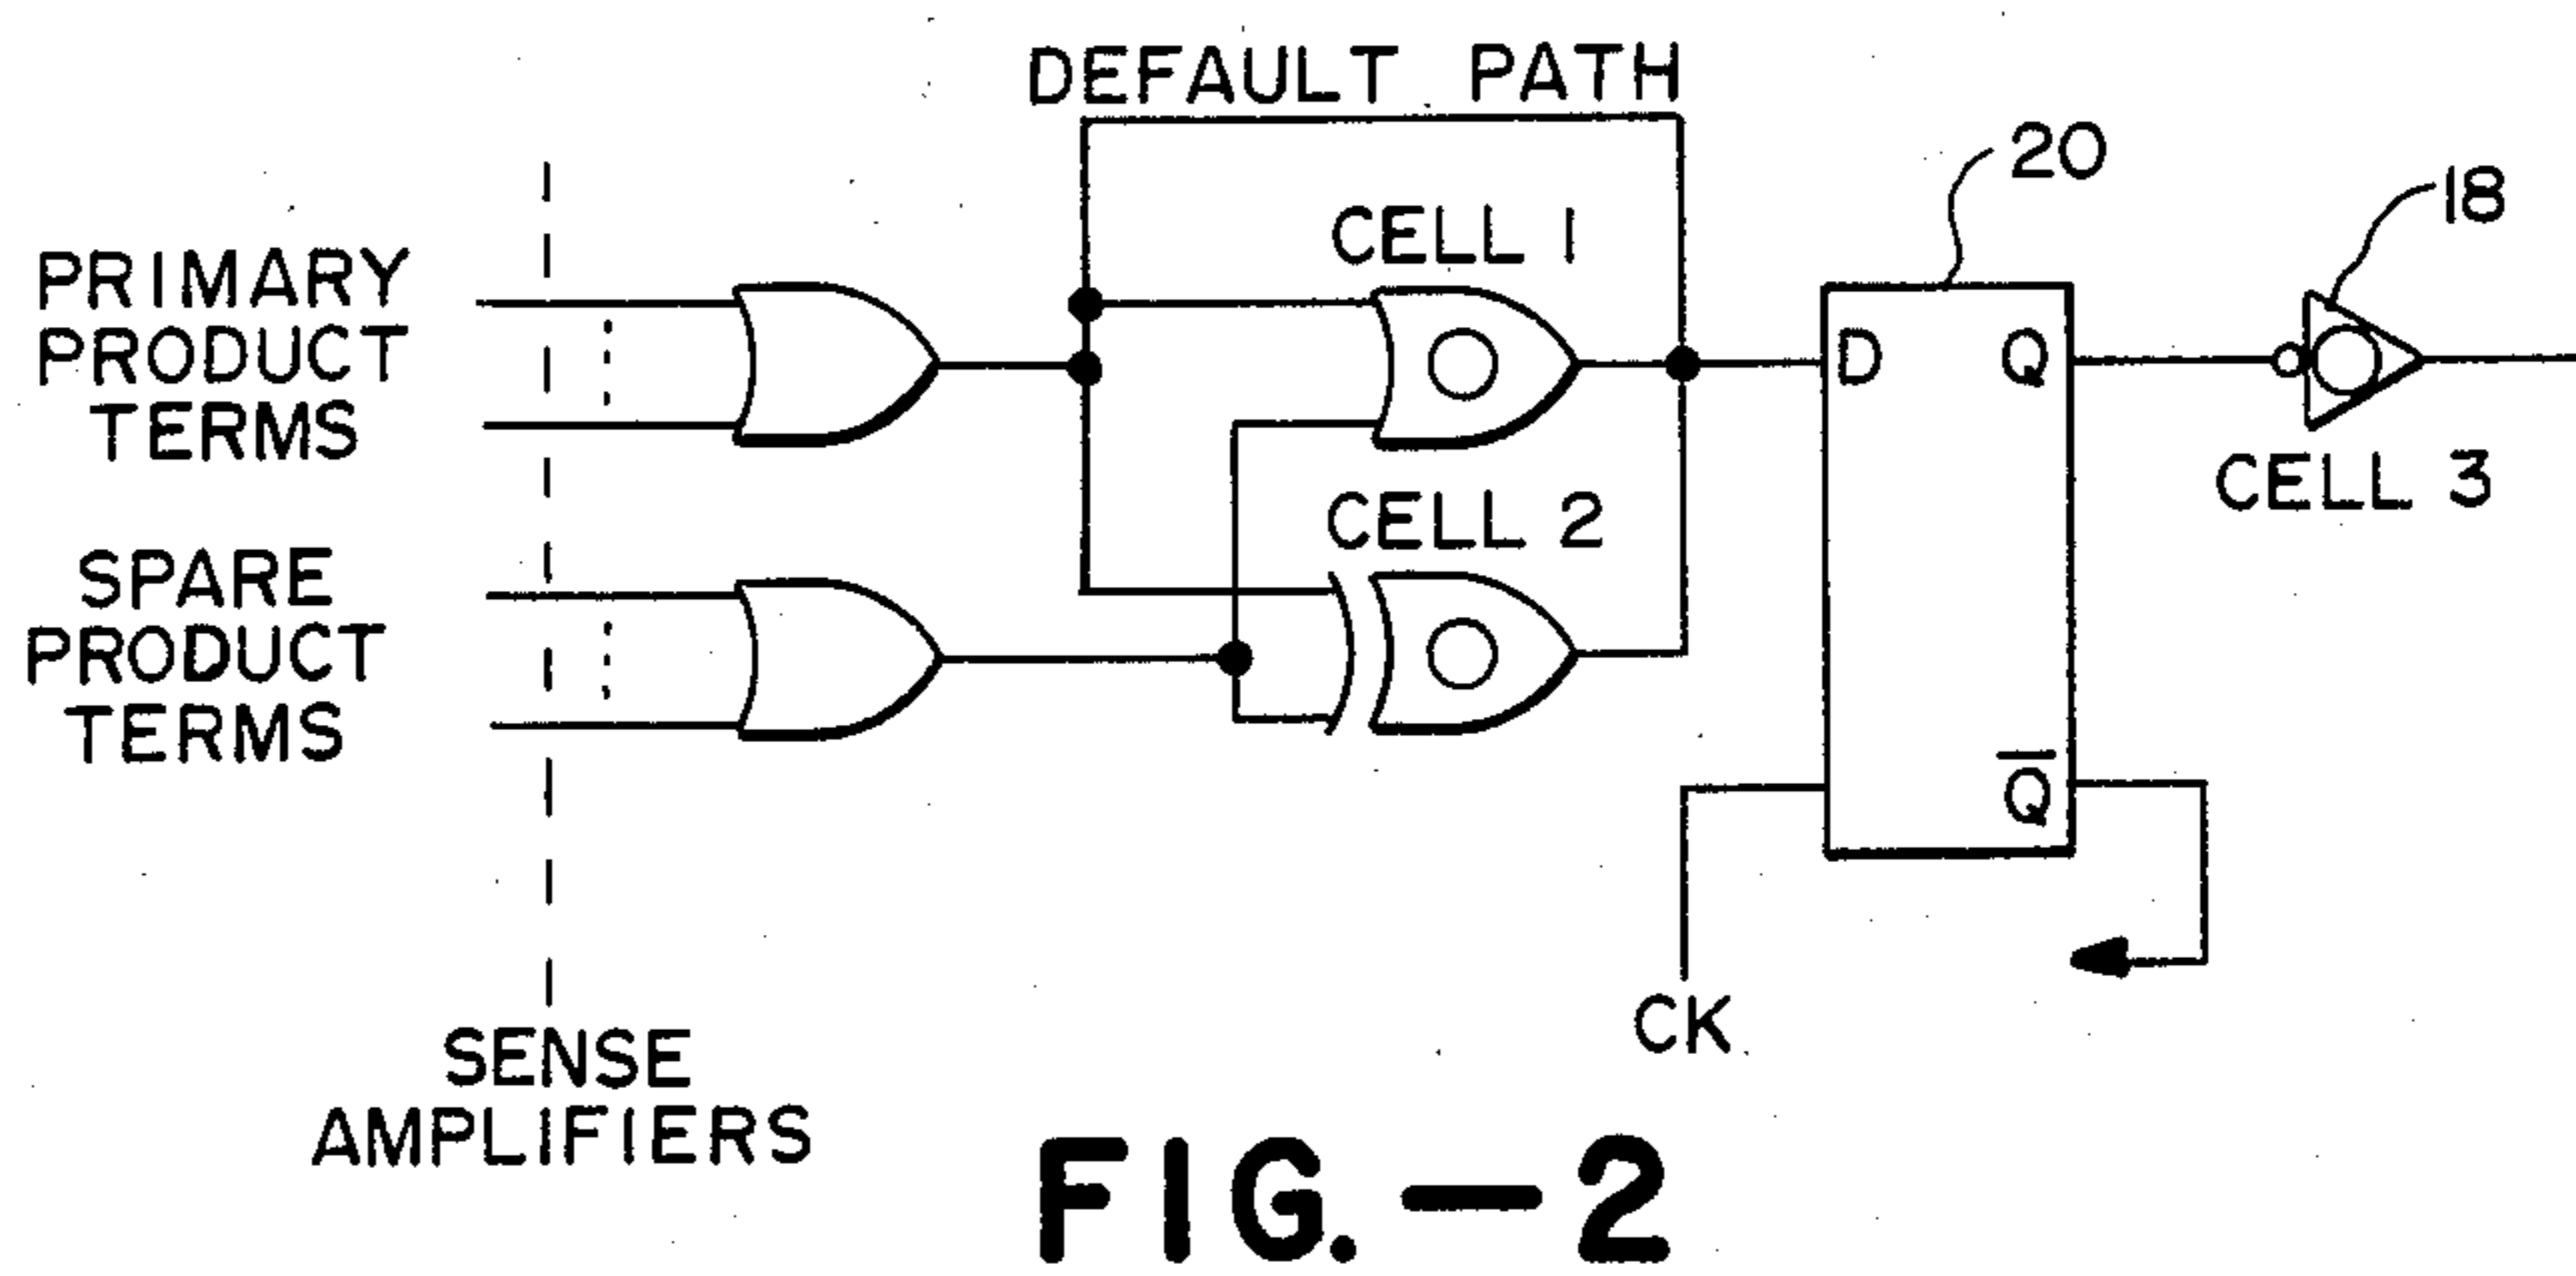 DEFAULT PATH
20
18
CELL 1
PRIMARY
PRODUCT
TERMS
D
Q
CELL 3
CELL 2
SPARE
PRODUCT
TERMS
Q̅
CK
SENSE
AMPLIFIERS
FIG.-2